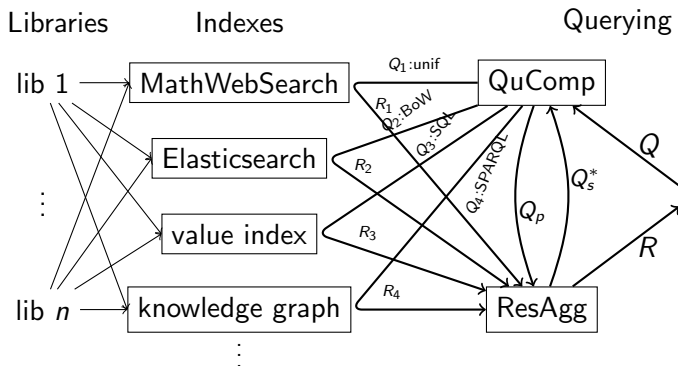 Libraries Indexes Querying
lib 1 MathWebSearch Q₁:unif QuComp
R₁
Q₂:BoW
Q₃:SQL
Elasticsearch R₂ Q
Q₄:SPARQL Qₛ*
⋮ Qₚ
value index R₃ R
R₄
lib n knowledge graph ResAgg
⋮